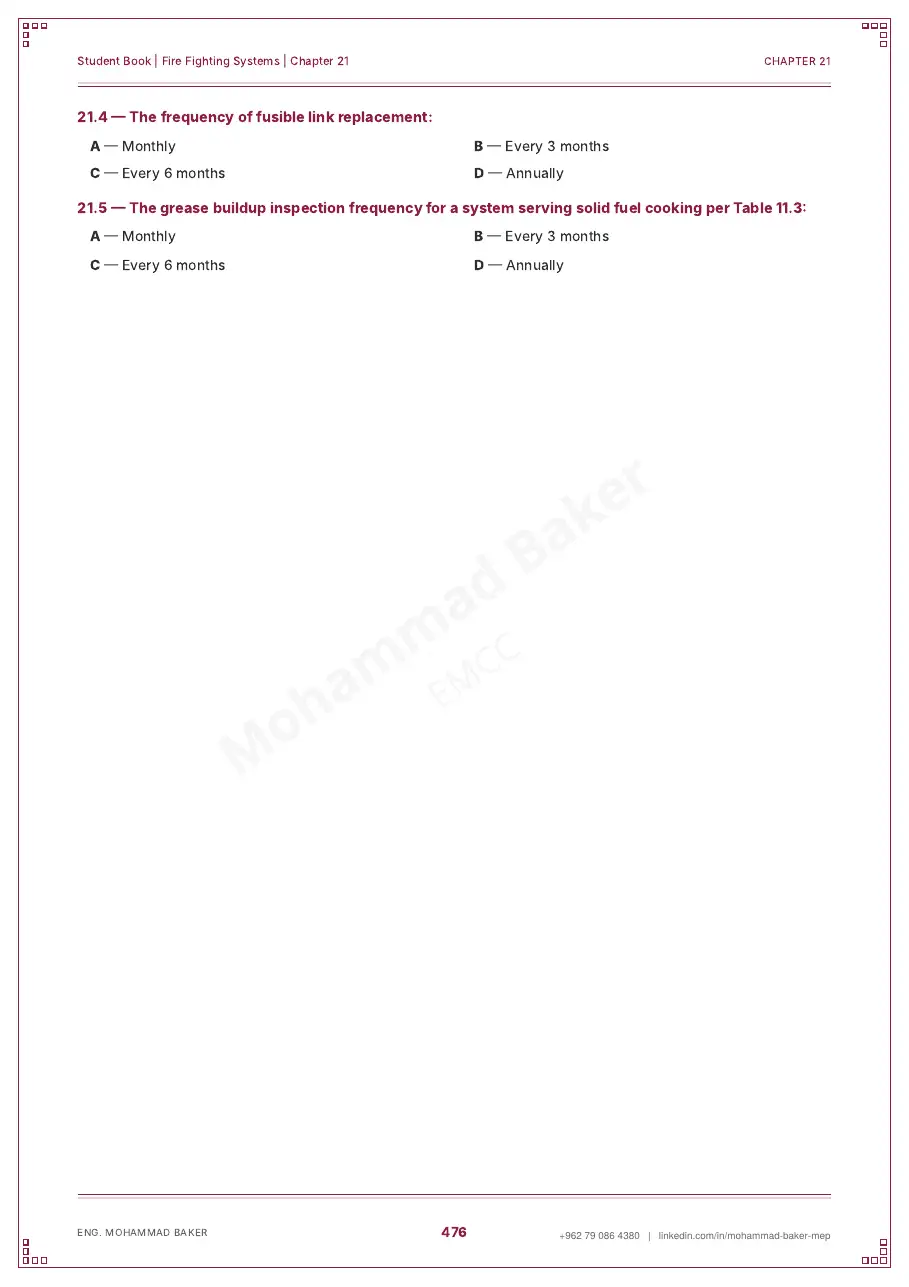 Student Book | Fire Fighting Systems | Chapter 21
CHAPTER 21
21.4 — The frequency of fusible link replacement:
A — Monthly
B — Every 3 months
C — Every 6 months
D — Annually
21.5 — The grease buildup inspection frequency for a system serving solid fuel cooking per Table 11.3:
A — Monthly
B — Every 3 months
C — Every 6 months
D — Annually
Mohammad Baker
EMCC
ENG. MOHAMMAD BAKER
476
+962 79 086 4380 | linkedin.com/in/mohammad-baker-mep